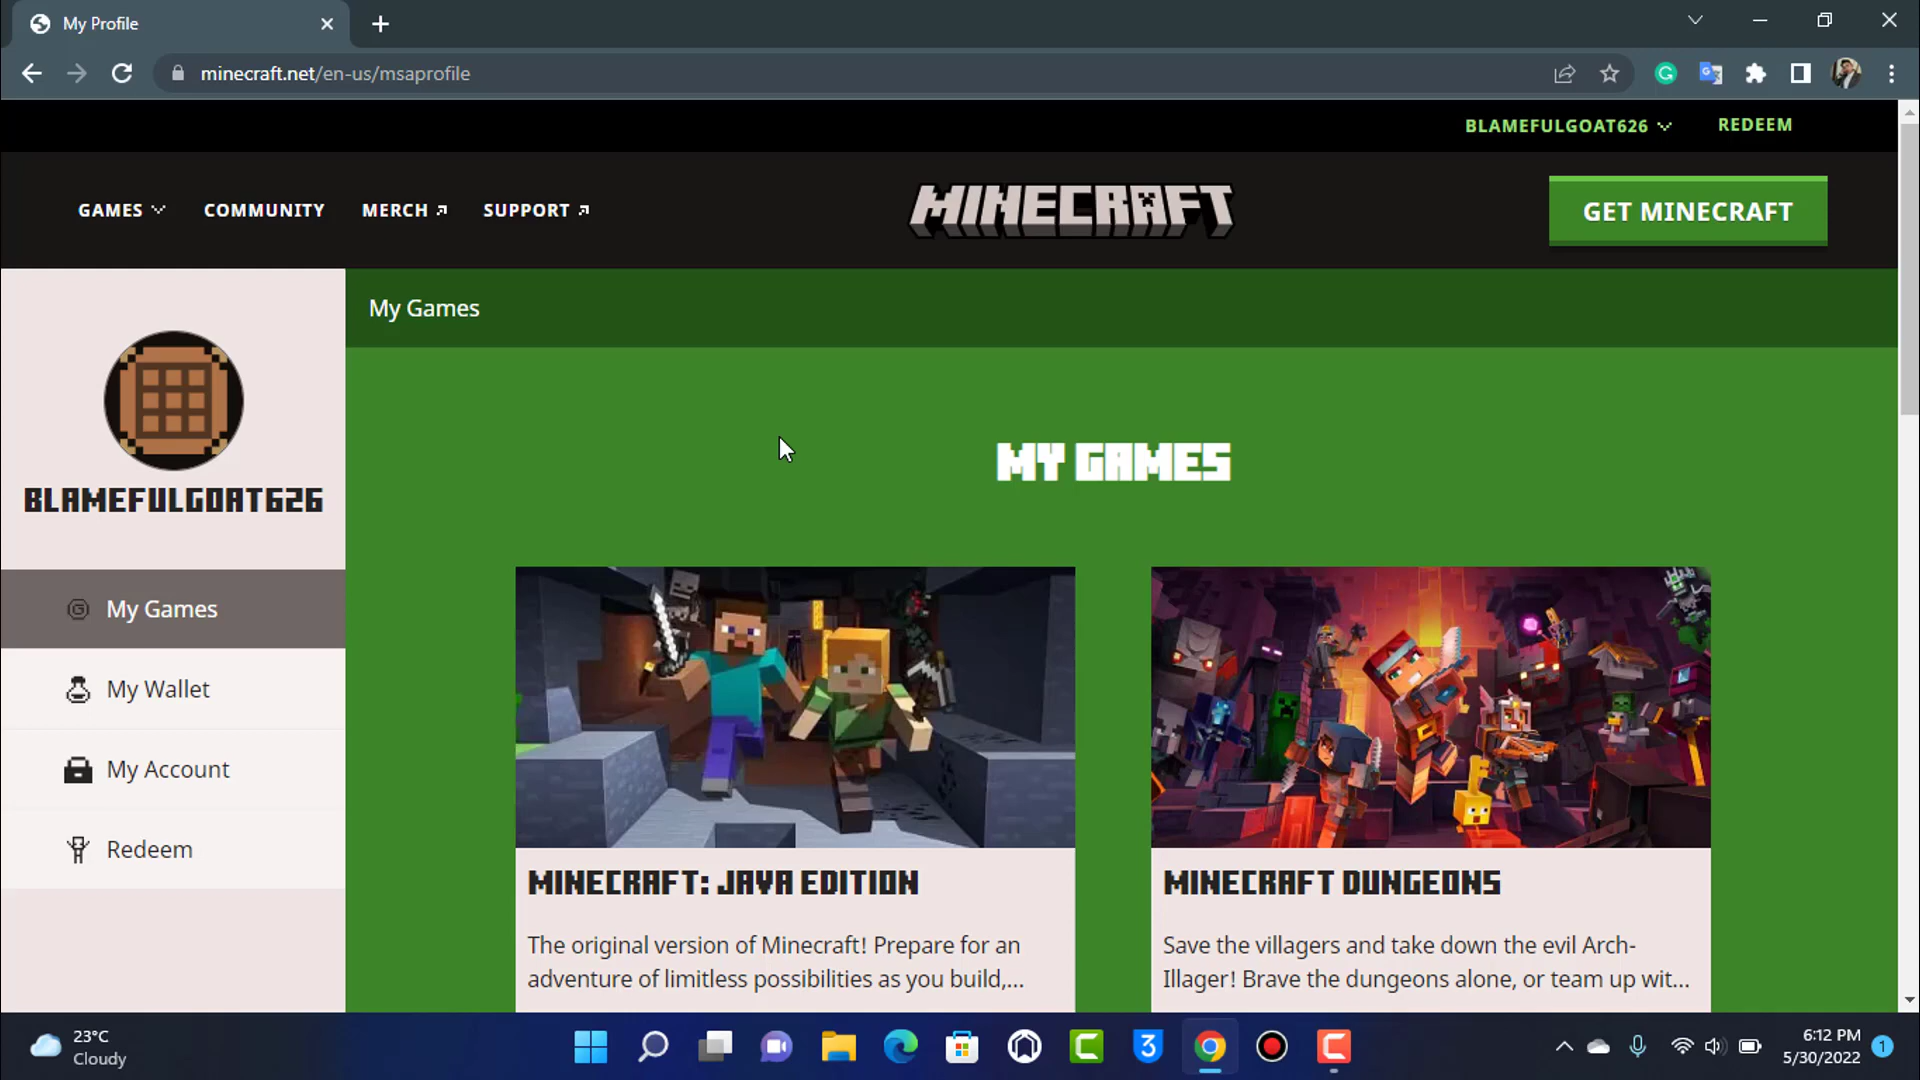 My Profile
minecraft.net/en-us/msaprofile
BLAMEFULGOAT626
REDEEM
GAMES
COMMUNITY
MERCH
SUPPORT
MINECRAFT
GET MINECRAFT
BLAMEFULGOAT626
My Games
My Wallet
My Account
Redeem
My Games
MY GAMES
MINECRAFT: JAVA EDITION
The original version of Minecraft! Prepare for an
adventure of limitless possibilities as you build,...
MINECRAFT DUNGEONS
Save the villagers and take down the evil Arch-
Illager! Brave the dungeons alone, or team up wit...
23°C
Cloudy
3
6:12 PM
5/30/2022
1